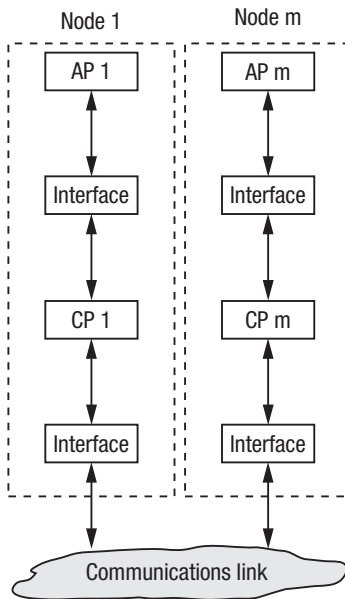 Node 1
Node m
AP 1
AP m
Interface
Interface
CP 1
CP m
Interface
Interface
Communications link